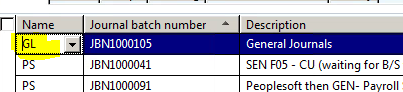 Name Journal batch number Description
GL JBN1000105 General Journals
PS JBN1000041 SEN F05 - CU (waiting for B/S
PS JBN1000091 Peoplesoft then GEN- Payroll